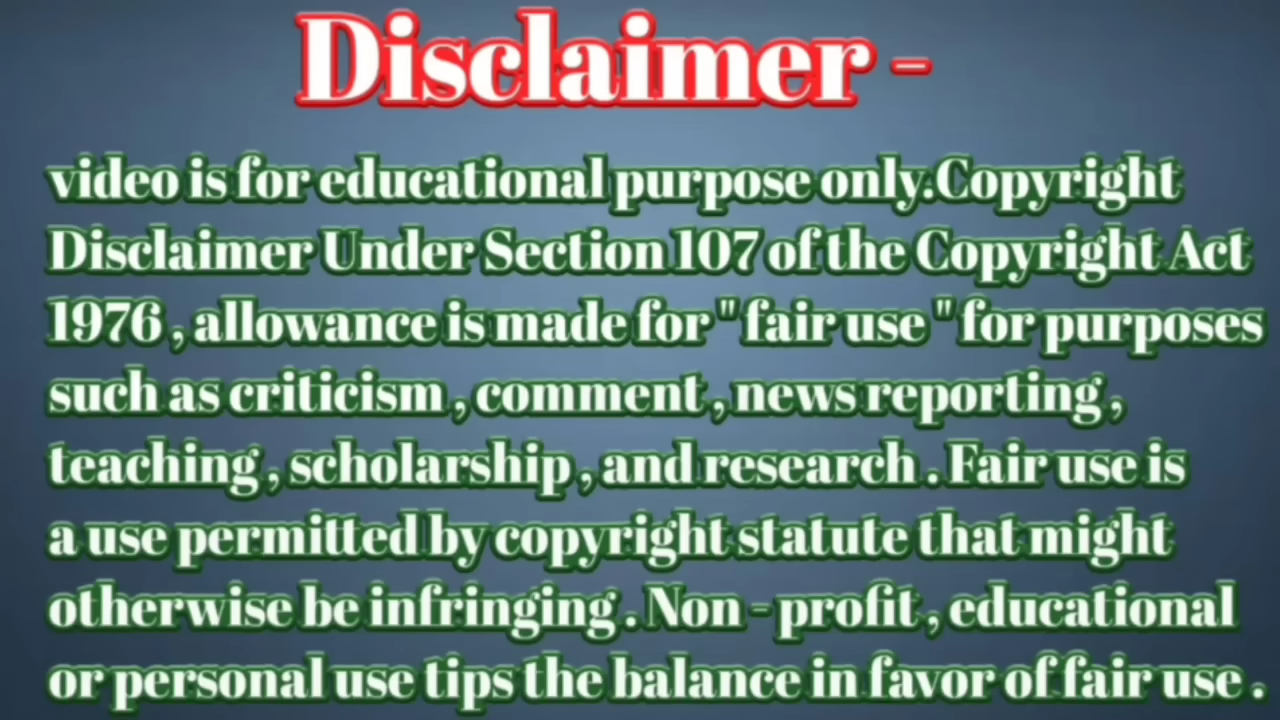 Disclaimer -
video is for educational purpose only.Copyright
Disclaimer Under Section 107 of the Copyright Act
1976 , allowance is made for " fair use " for purposes
such as criticism , comment , news reporting ,
teaching , scholarship , and research . Fair use is
a use permitted by copyright statute that might
otherwise be infringing . Non - profit , educational
or personal use tips the balance in favor of fair use .